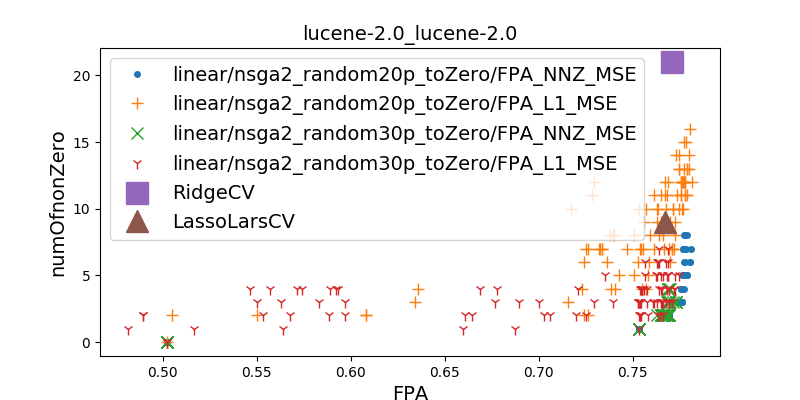 lucene-2.0_lucene-2.0
20
15
10
5
0
numOfnonZero
linear/nsga2_random20p_toZero/FPA_NNZ_MSE
linear/nsga2_random20p_toZero/FPA_L1_MSE
linear/nsga2_random30p_toZero/FPA_NNZ_MSE
linear/nsga2_random30p_toZero/FPA_L1_MSE
RidgeCV
LassoLarsCV
0.50 0.55 0.60 0.65 0.70 0.75
FPA